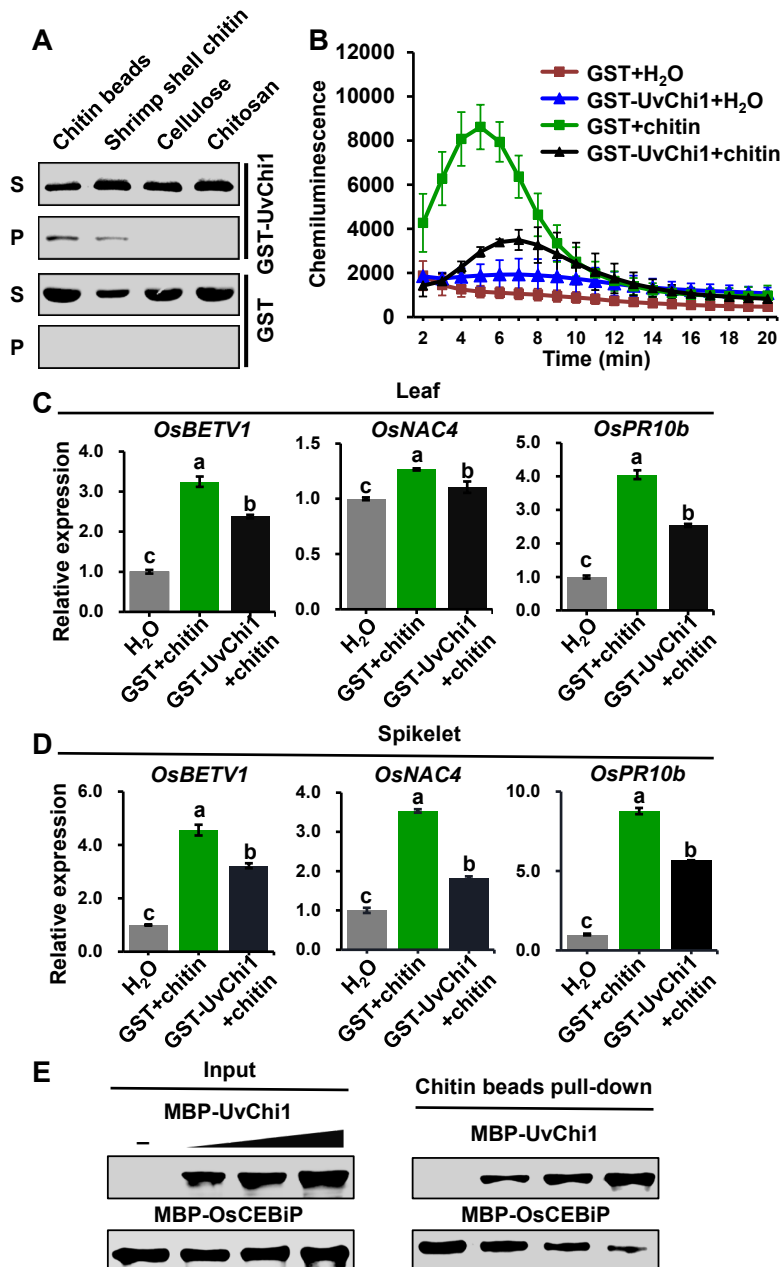 A
Chitin beads
Shrimp shell chitin
Cellulose
Chitosan
S
P
GST-UvChi1
S
P
GST
B
Chemiluminescence
12000
10000
8000
6000
4000
2000
0
2 4 6 8 10 12 14 16 18 20
Time (min)
GST+H2O
GST-UvChi1+H2O
GST+chitin
GST-UvChi1+chitin
C
Leaf
Relative expression
OsBETV1
4.0
3.0
2.0
1.0
0.0
c
a
b
H2O
GST+chitin
GST-UvChi1
+chitin
OsNAC4
1.5
1.0
0.5
0.0
c
a
b
H2O
GST+chitin
GST-UvChi1
+chitin
OsPR10b
5.0
4.0
3.0
2.0
1.0
0.0
c
a
b
H2O
GST+chitin
GST-UvChi1
+chitin
D
Spikelet
Relative expression
OsBETV1
6.0
4.0
2.0
0.0
c
a
b
H2O
GST+chitin
GST-UvChi1
+chitin
OsNAC4
4.0
3.0
2.0
1.0
0.0
c
a
b
H2O
GST+chitin
GST-UvChi1
+chitin
OsPR10b
10.0
5.0
0.0
c
a
b
H2O
GST+chitin
GST-UvChi1
+chitin
E
Input
MBP-UvChi1
–
MBP-OsCEBiP
Chitin beads pull-down
MBP-UvChi1
MBP-OsCEBiP